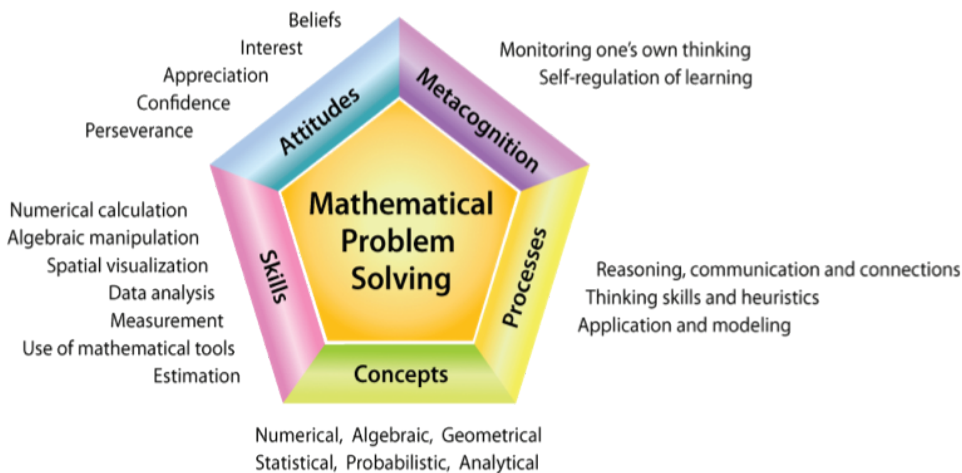 Beliefs
Interest
Appreciation
Confidence
Perseverance
Attitudes
Metacognition
Monitoring one's own thinking
Self-regulation of learning
Mathematical
Problem
Solving
Numerical calculation
Algebraic manipulation
Spatial visualization
Data analysis
Measurement
Use of mathematical tools
Estimation
Skills
Processes
Reasoning, communication and connections
Thinking skills and heuristics
Application and modeling
Concepts
Numerical, Algebraic, Geometrical
Statistical, Probabilistic, Analytical